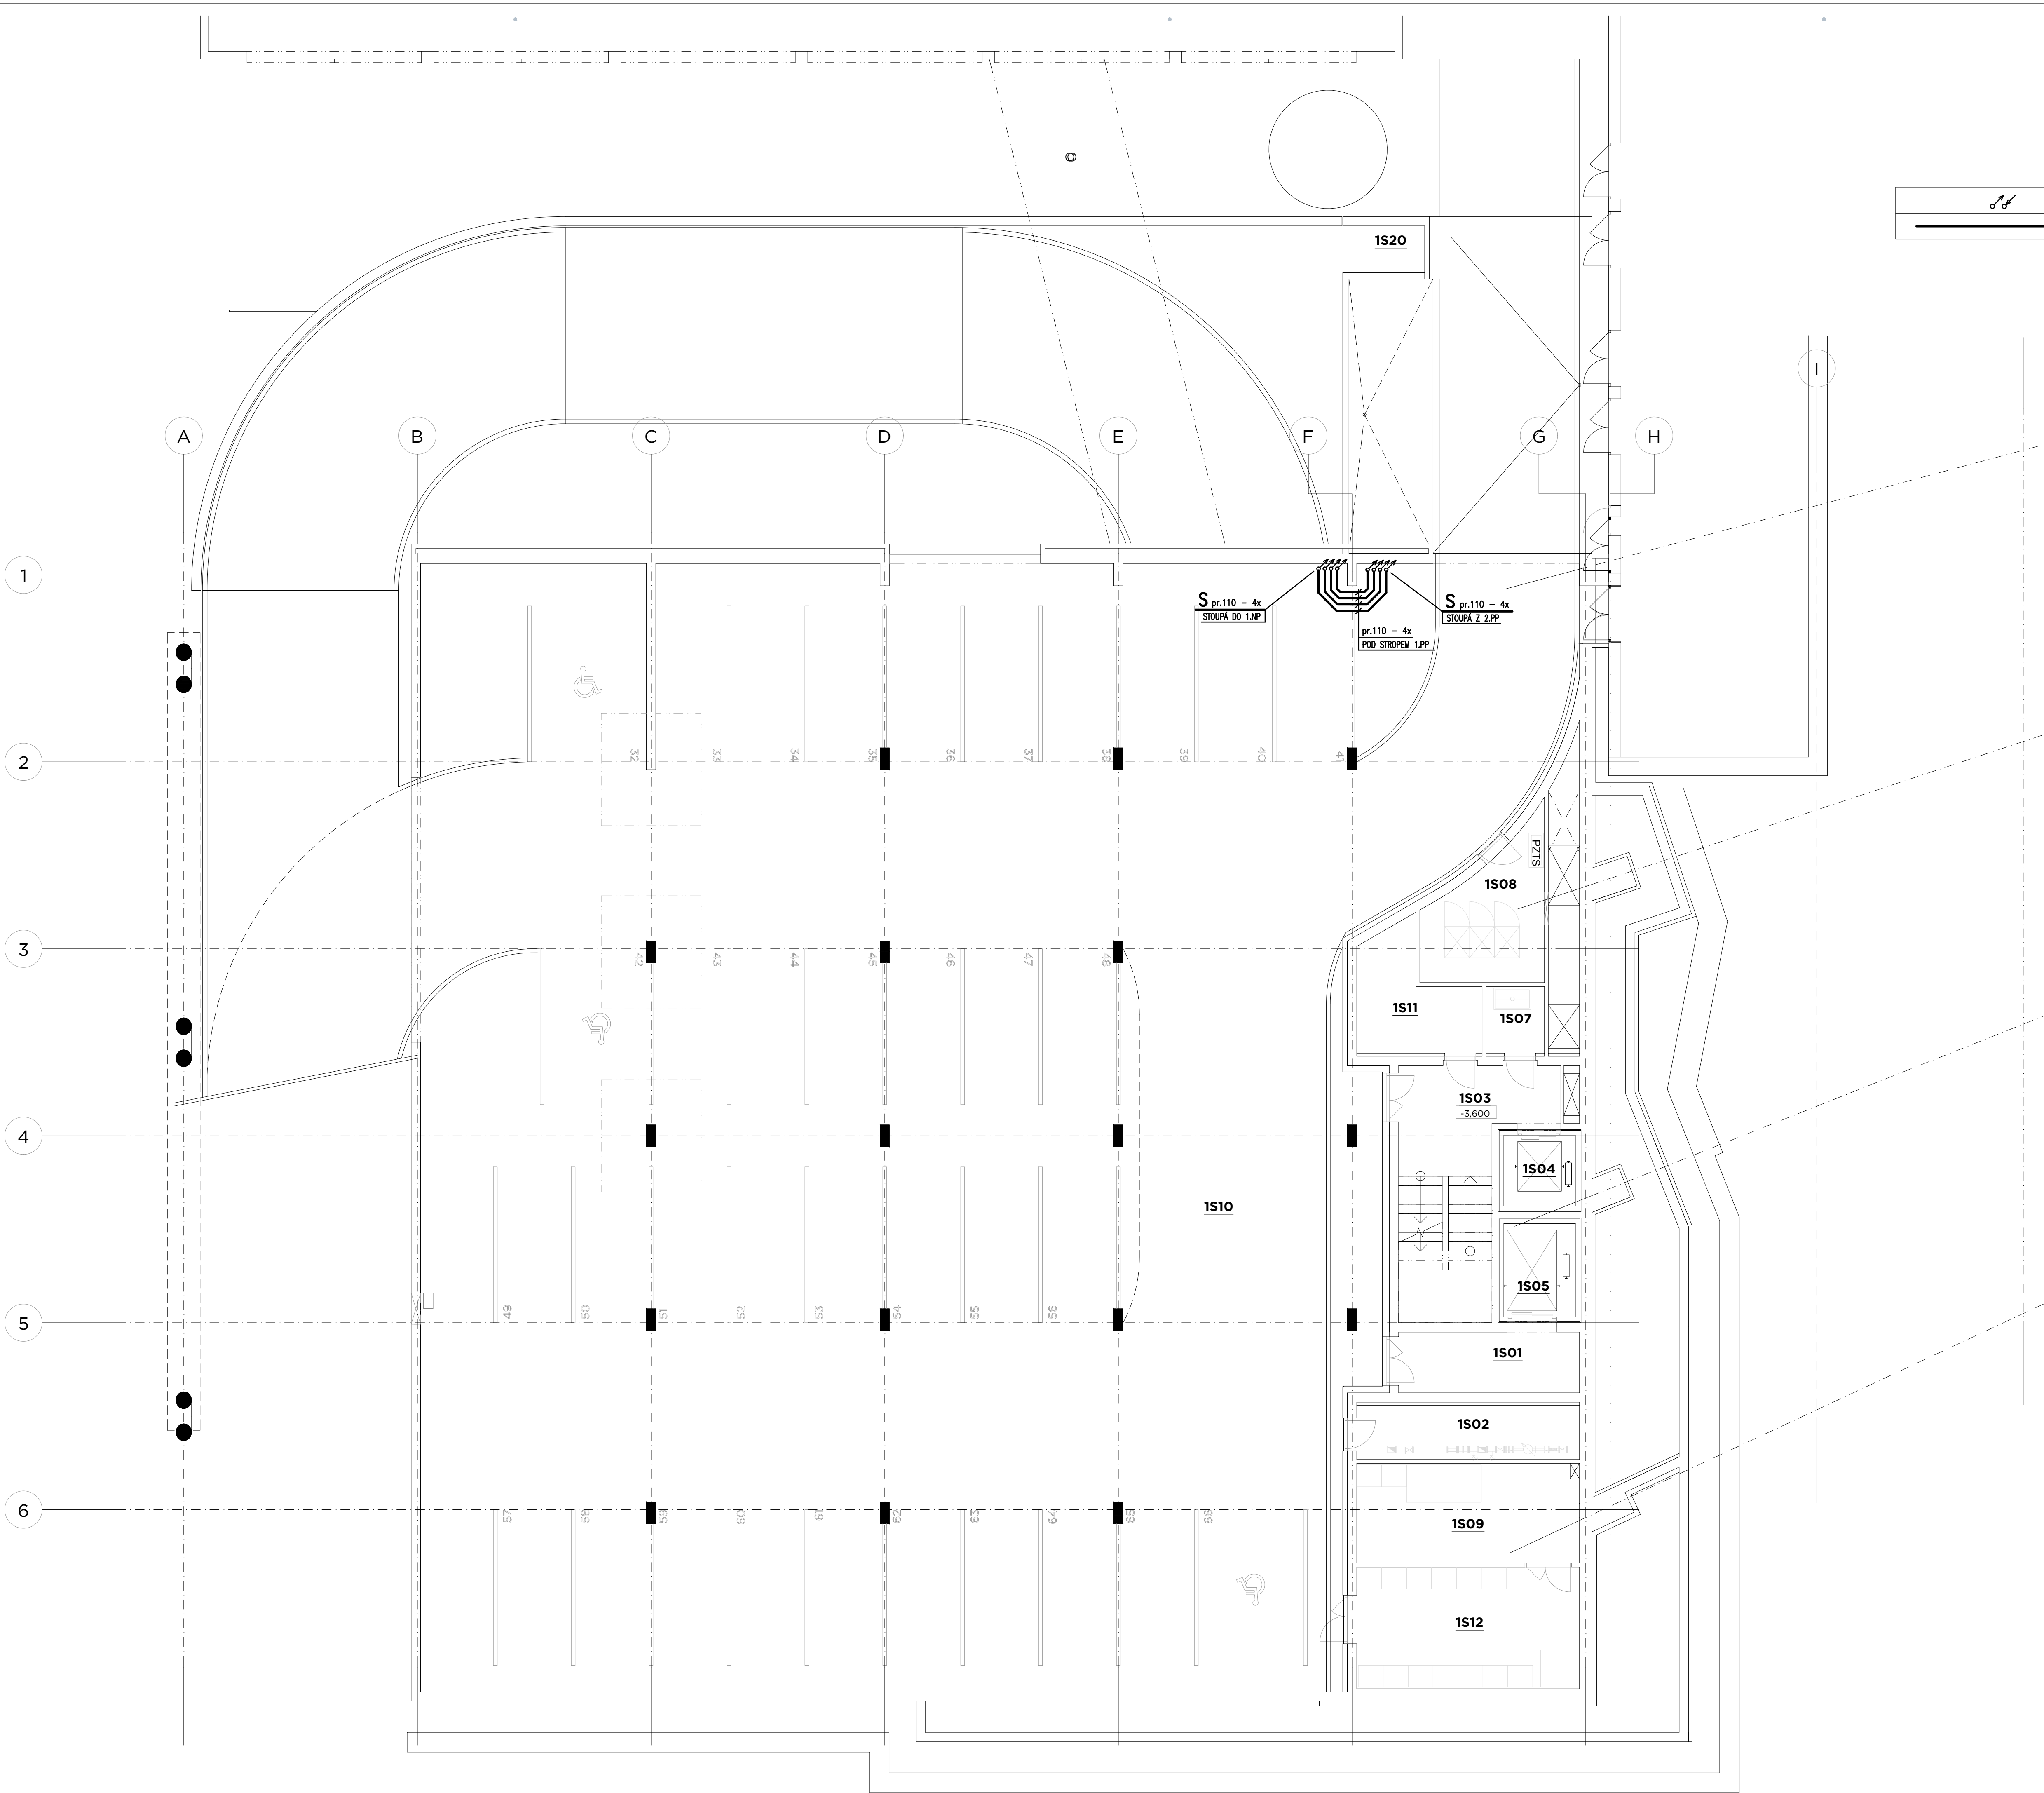 1S20
I
A
B
C
D
E
F
G
H
1
S pr.110 - 4x
STOUPÁ DO 1.NP
S pr.110 - 4x
STOUPÁ Z 2.PP
pr.110 - 4x
POD STROPEM 1.PP
2
32
33
34
35
36
37
38
39
40
41
PZTS
1S08
3
42
43
44
45
46
47
48
1S11
1S07
1S03
-3,600
4
1S04
1S10
1S05
5
49
50
51
52
53
54
55
56
1S01
1S02
6
57
58
59
60
61
62
63
64
65
66
1S09
1S12